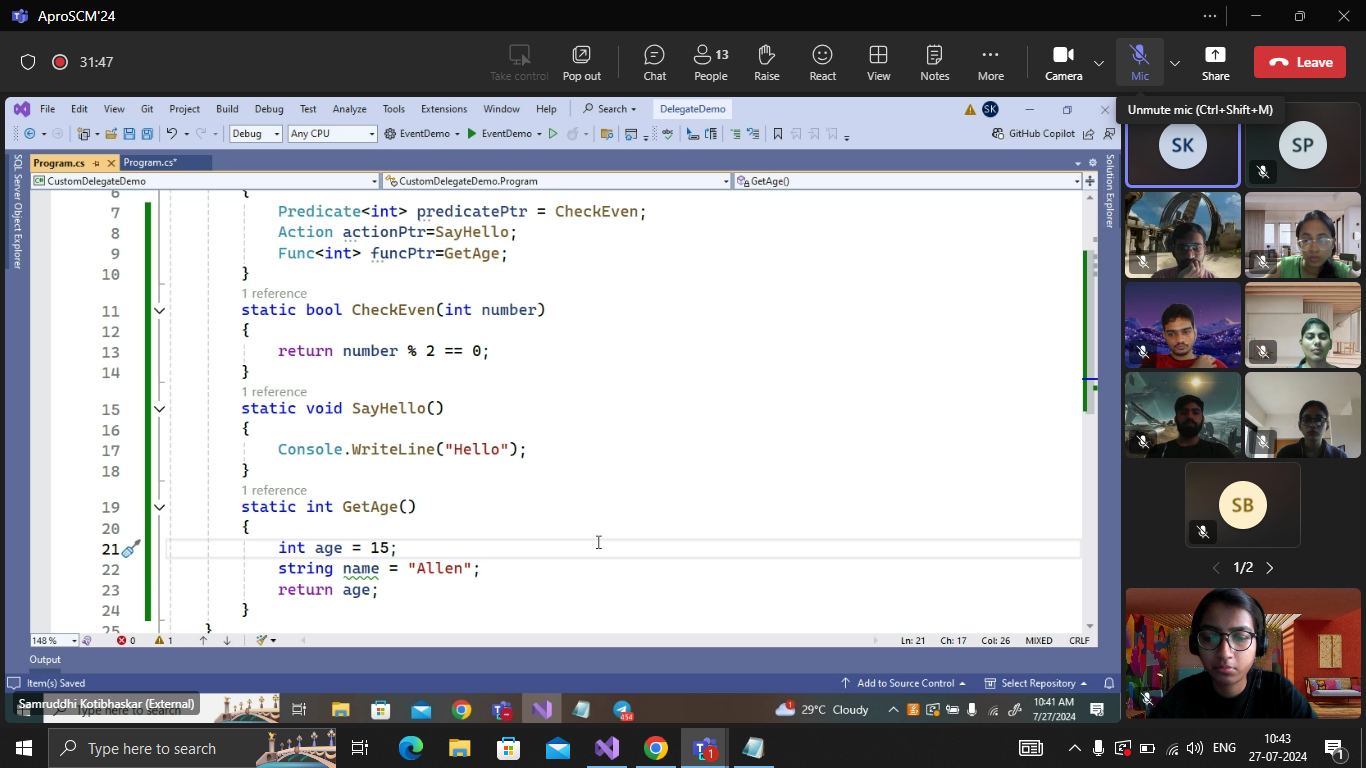 AproSCM'24
31:47
Take control
Pop out
Chat
13
People
Raise
React
View
Notes
More
Camera
Mic
Share
Leave
Unmute mic (Ctrl+Shift+M)
File Edit View Git Project Build Debug Test Analyze Tools Extensions Window Help Search DelegateDemo SK
Debug Any CPU EventDemo EventDemo GitHub Copilot
SQL Server Object Explorer
Solution Explorer
Program.cs Program.cs*
CustomDelegateDemo CustomDelegateDemo.Program GetAge()
6 {
7 Predicate<int> predicatePtr = CheckEven;
8 Action actionPtr=SayHello;
9 Func<int> funcPtr=GetAge;
10 }
1 reference
11 static bool CheckEven(int number)
12 {
13 return number % 2 == 0;
14 }
1 reference
15 static void SayHello()
16 {
17 Console.WriteLine("Hello");
18 }
1 reference
19 static int GetAge()
20 {
21 int age = 15;
22 string name = "Allen";
23 return age;
24 }
25 }
148 % 0 1 Ln: 21 Ch: 17 Col: 26 MIXED CRLF
Output
Item(s) Saved Add to Source Control Select Repository
Samruddhi Kotibhaskar (External)
Type here to search
454
29°C Cloudy
10:41 AM
7/27/2024
SK
SP
SB
1/2
Type here to search
1
ENG
10:43
27-07-2024
1